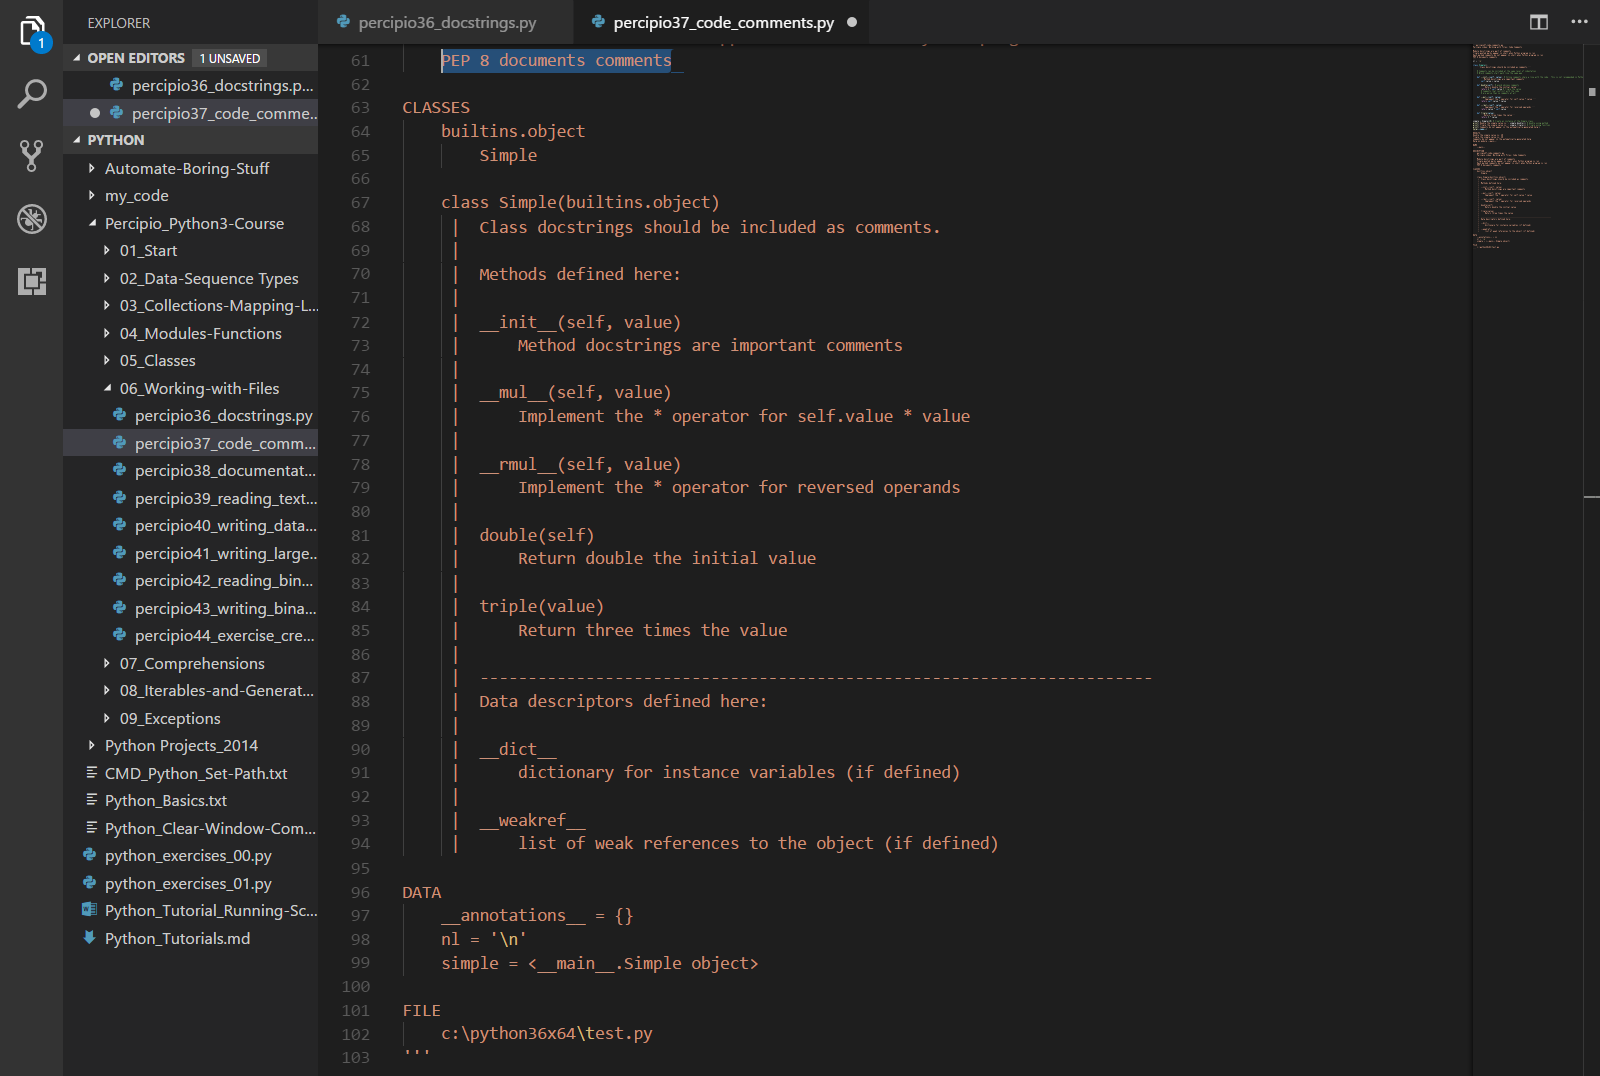 EXPLORER
OPEN EDITORS 1 UNSAVED
percipio36_docstrings.p...
percipio37_code_comme...
PYTHON
Automate-Boring-Stuff
my_code
Percipio_Python3-Course
01_Start
02_Data-Sequence Types
03_Collections-Mapping-L...
04_Modules-Functions
05_Classes
06_Working-with-Files
percipio36_docstrings.py
percipio37_code_comm...
percipio38_documentat...
percipio39_reading_text...
percipio40_writing_data...
percipio41_writing_large...
percipio42_reading_bin...
percipio43_writing_bina...
percipio44_exercise_cre...
07_Comprehensions
08_Iterables-and-Generat...
09_Exceptions
Python Projects_2014
CMD_Python_Set-Path.txt
Python_Basics.txt
Python_Clear-Window-Com...
python_exercises_00.py
python_exercises_01.py
Python_Tutorial_Running-Sc...
Python_Tutorials.md
1
percipio36_docstrings.py
percipio37_code_comments.py
61 PEP 8 documents comments
62
63 CLASSES
64 builtins.object
65 Simple
66
67 class Simple(builtins.object)
68 | Class docstrings should be included as comments.
69 |
70 | Methods defined here:
71 |
72 | __init__(self, value)
73 | Method docstrings are important comments
74 |
75 | __mul__(self, value)
76 | Implement the * operator for self.value * value
77 |
78 | __rmul__(self, value)
79 | Implement the * operator for reversed operands
80 |
81 | double(self)
82 | Return double the initial value
83 |
84 | triple(value)
85 | Return three times the value
86 |
87 | ----------------------------------------------------------------------
88 | Data descriptors defined here:
89 |
90 | __dict__
91 | dictionary for instance variables (if defined)
92 |
93 | __weakref__
94 | list of weak references to the object (if defined)
95
96 DATA
97 __annotations__ = {}
98 nl = '\n'
99 simple = <__main__.Simple object>
100
101 FILE
102 c:\python36x64\test.py
103 '''